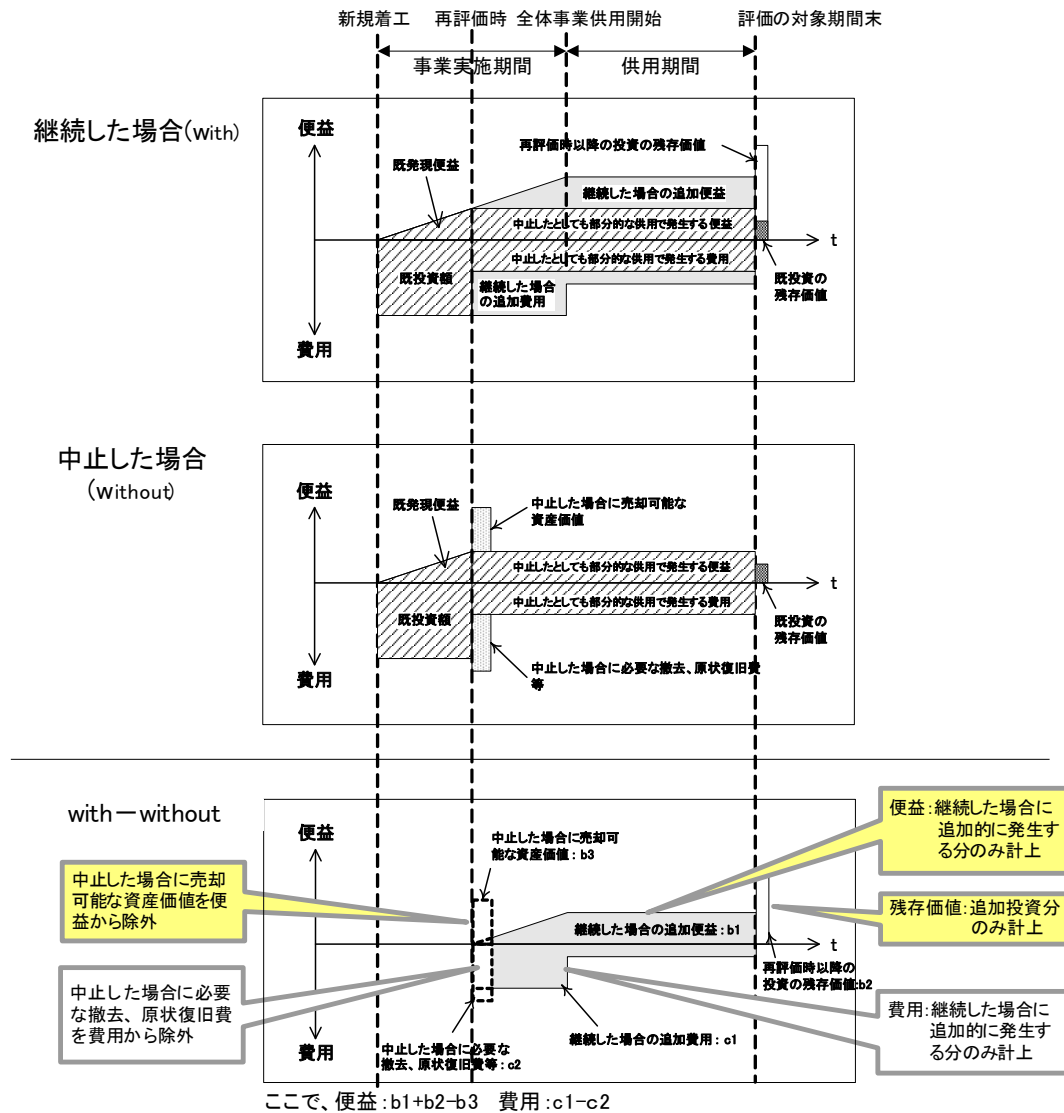 新規着工 再評価時 全体事業供用開始 評価の対象期間末
事業実施期間 供用期間
継続した場合(with)
便益
費用
既発現便益
再評価時以降の投資の残存価値
継続した場合の追加便益
中止したとしても部分的な供用で発生する便益
t
中止したとしても部分的な供用で発生する費用
既投資額
継続した場合
の追加費用
既投資の
残存価値
中止した場合
(without)
便益
費用
既発現便益
中止した場合に売却可能な
資産価値
中止したとしても部分的な供用で発生する便益
t
中止したとしても部分的な供用で発生する費用
既投資額
既投資の
残存価値
中止した場合に必要な撤去、原状復旧費
等
with－without
便益
費用
中止した場合に売却可
能な資産価値：b3
便益：継続した場合に
追加的に発生す
る分のみ計上
中止した場合に売却
可能な資産価値を便
益から除外
残存価値：追加投資分
のみ計上
継続した場合の追加便益：b1
t
再評価時以降の
投資の残存価値:b2
中止した場合に必要
な撤去、原状復旧費
を費用から除外
費用：継続した場合に
追加的に発生す
る分のみ計上
継続した場合の追加費用：c1
中止した場合に必要な
撤去、原状復旧費等：c2
ここで、便益：b1+b2-b3 費用：c1-c2